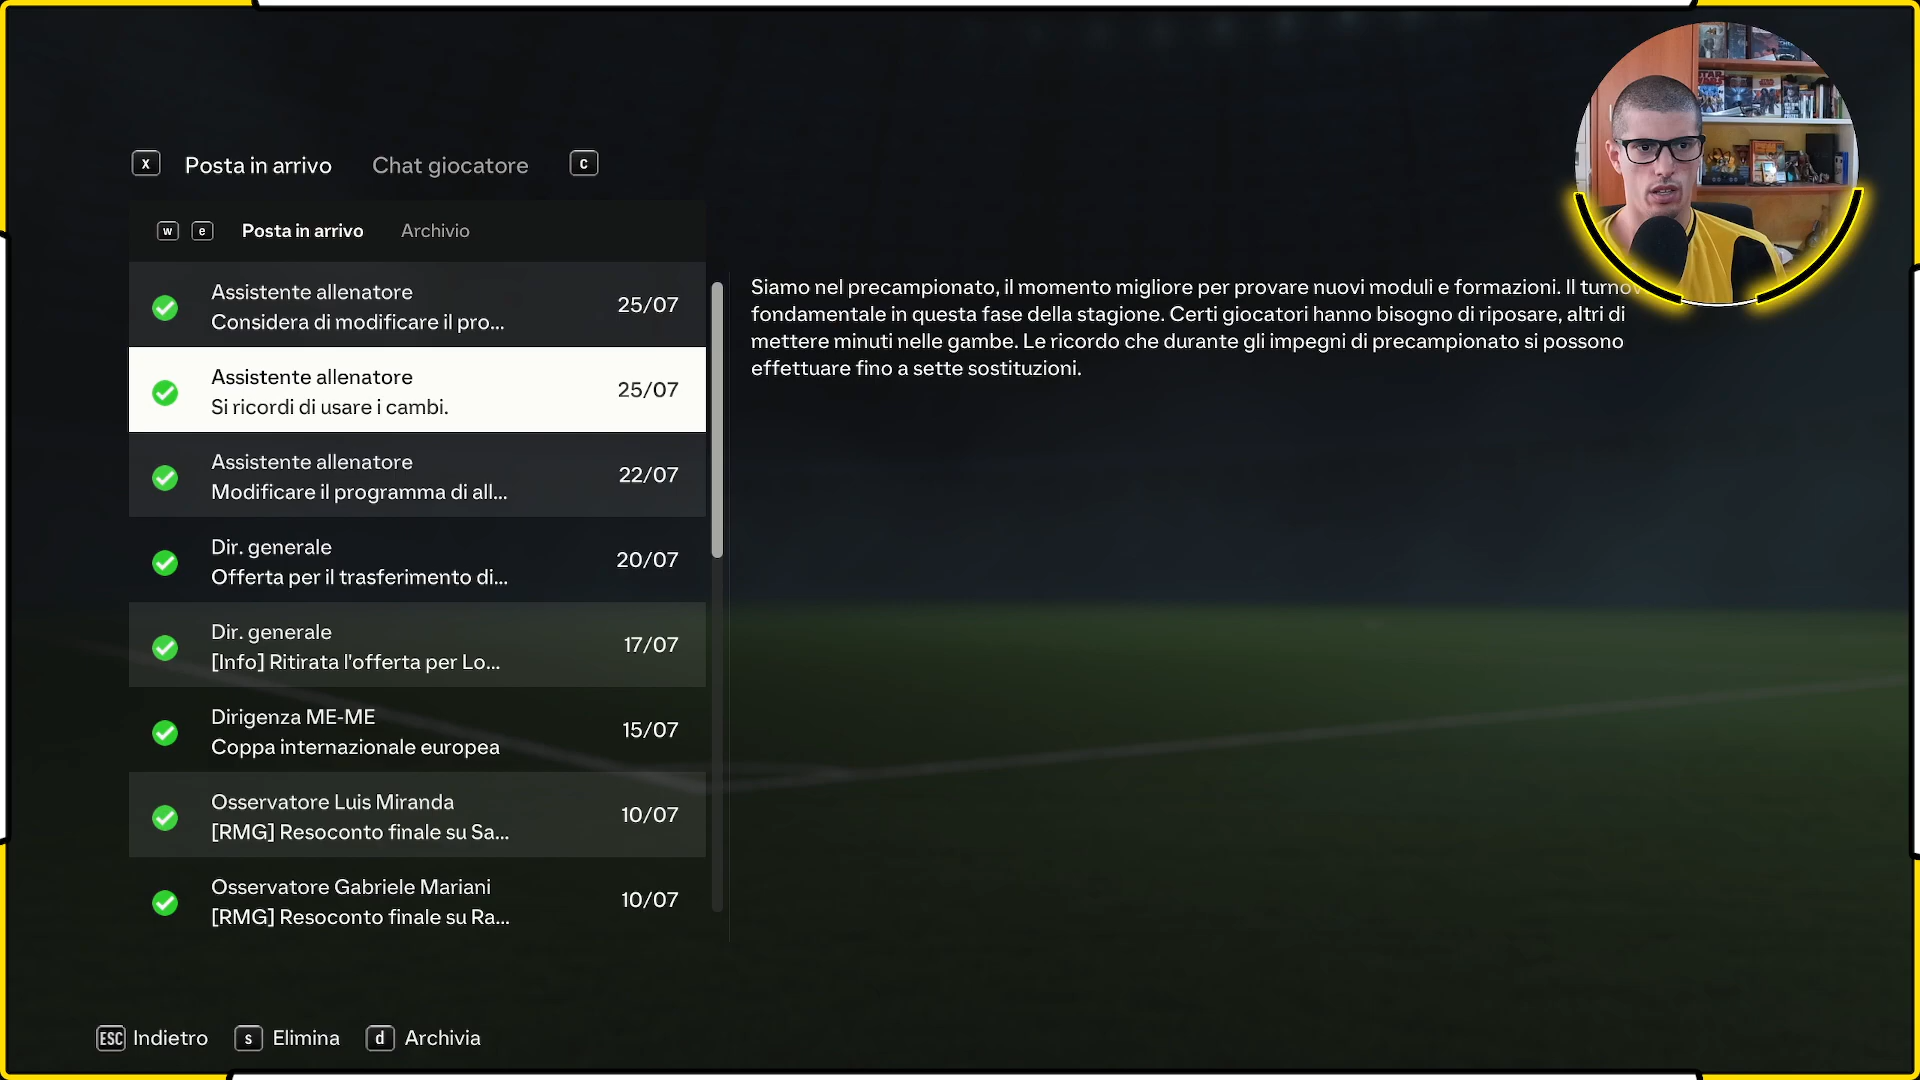 X Posta in arrivo Chat giocatore C
w e Posta in arrivo Archivio
Assistente allenatore
Considera di modificare il pro...
25/07
Assistente allenatore
Si ricordi di usare i cambi.
25/07
Assistente allenatore
Modificare il programma di all...
22/07
Dir. generale
Offerta per il trasferimento di...
20/07
Dir. generale
[Info] Ritirata l'offerta per Lo...
17/07
Dirigenza ME-ME
Coppa internazionale europea
15/07
Osservatore Luis Miranda
[RMG] Resoconto finale su Sa...
10/07
Osservatore Gabriele Mariani
[RMG] Resoconto finale su Ra...
10/07
Siamo nel precampionato, il momento migliore per provare nuovi moduli e formazioni. Il
fondamentale in questa fase della stagione. Certi giocatori hanno bisogno di riposare, altri di
mettere minuti nelle gambe. Le ricordo che durante gli impegni di precampionato si possono
effettuare fino a sette sostituzioni.
STAR WARS
ESC Indietro s Elimina d Archivia